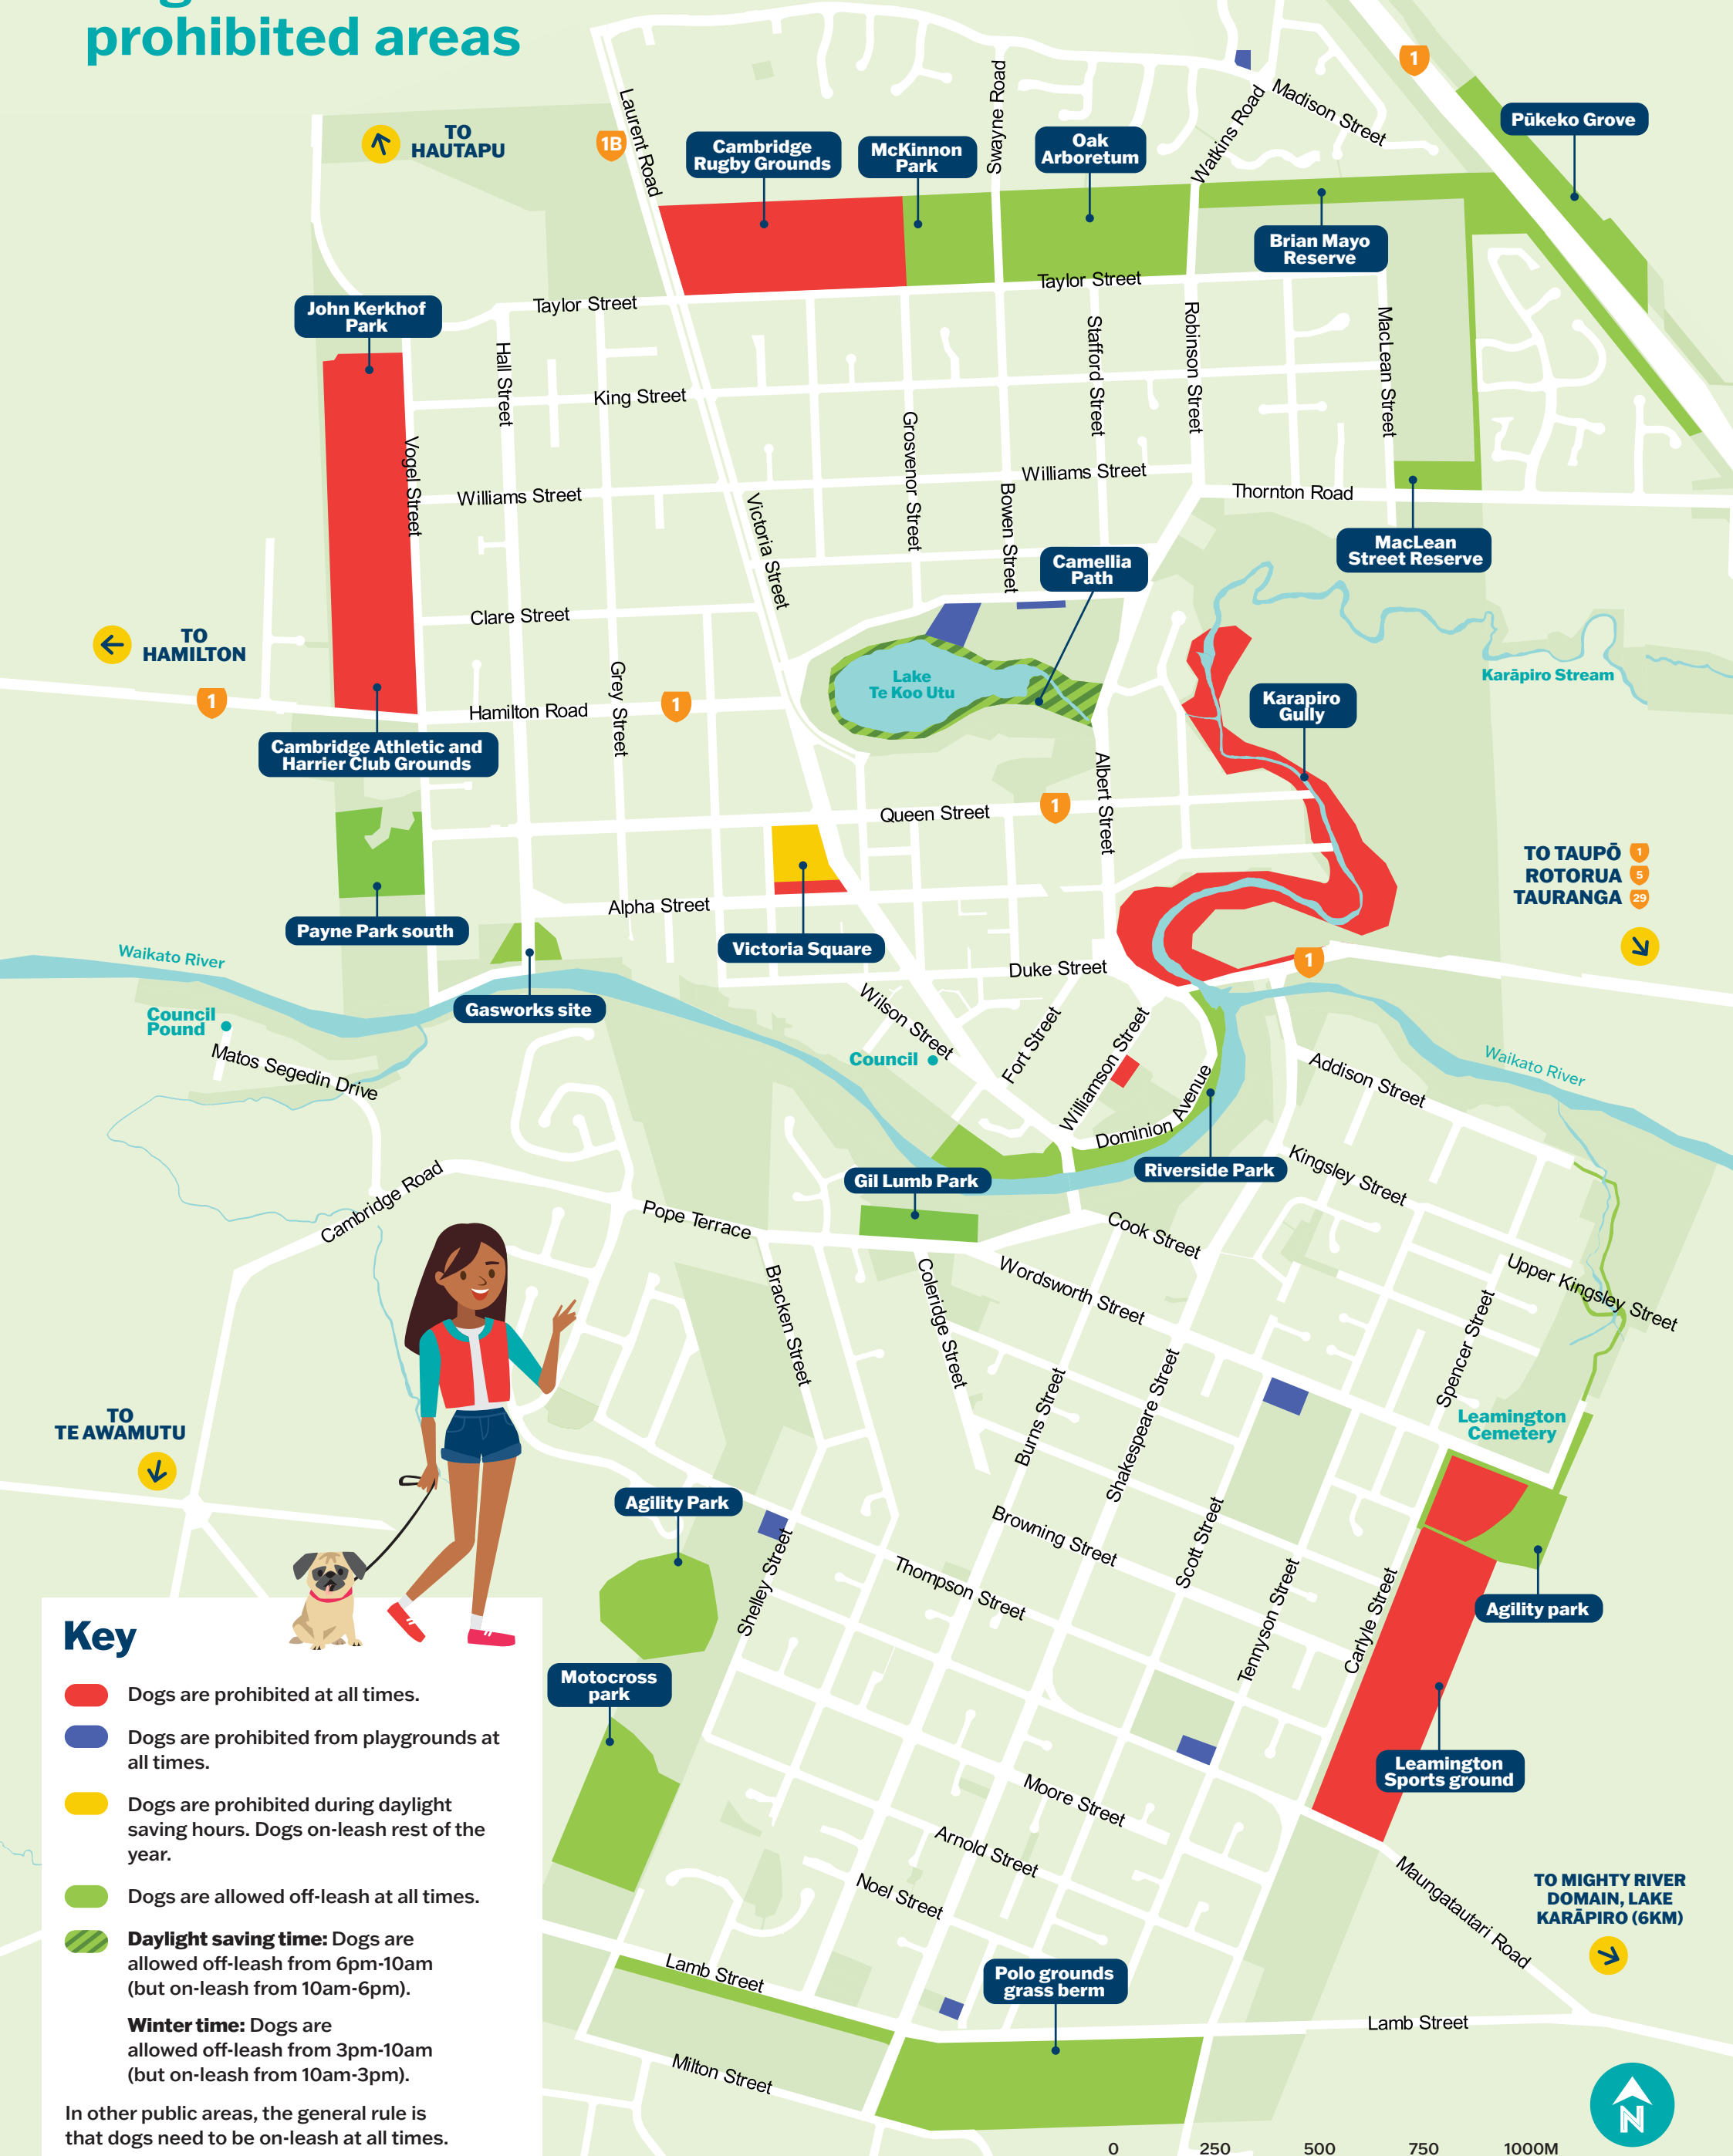 prohibited areas
TO
HAUTAPU
1B
Laurent Road
Cambridge
Rugby Grounds
McKinnon
Park
Swayne Road
Oak
Arboretum
Watkins Road
Madison Street
1
Pūkeko Grove
Brian Mayo
Reserve
John Kerkhof
Park
Taylor Street
Taylor Street
Hall Street
King Street
Stafford Street
Robinson Street
MacLean Street
Vogel Street
Grosvenor Street
Williams Street
Williams Street
Bowen Street
Victoria Street
Thornton Road
MacLean
Street Reserve
Camellia
Path
Clare Street
TO
HAMILTON
1
Grey Street
Hamilton Road
1
Lake
Te Koo Utu
Karāpiro Stream
Karapiro
Gully
Cambridge Athletic and
Harrier Club Grounds
Albert Street
Queen Street
1
TO TAUPŌ 1
ROTORUA 5
TAURANGA 29
Payne Park south
Alpha Street
Victoria Square
Waikato River
Duke Street
1
Gasworks site
Wilson Street
Council
Pound
Matos Segedin Drive
Council
Fort Street
Williamson Street
Dominion Avenue
Addison Street
Waikato River
Cambridge Road
Gil Lumb Park
Riverside Park
Kingsley Street
Pope Terrace
Cook Street
Bracken Street
Coleridge Street
Wordsworth Street
Upper Kingsley Street
Spencer Street
Burns Street
Shakespeare Street
TO
TE AWAMUTU
Leamington
Cemetery
Agility Park
Shelley Street
Browning Street
Scott Street
Thompson Street
Tennyson Street
Carlyle Street
Agility park
Motocross
park
Leamington
Sports ground
Moore Street
Arnold Street
Noel Street
Maungatautari Road
TO MIGHTY RIVER
DOMAIN, LAKE
KARĀPIRO (6KM)
Lamb Street
Polo grounds
grass berm
Lamb Street
Milton Street
N
0 250 500 750 1000M
Key
Dogs are prohibited at all times.
Dogs are prohibited from playgrounds at
all times.
Dogs are prohibited during daylight
saving hours. Dogs on-leash rest of the
year.
Dogs are allowed off-leash at all times.
Daylight saving time: Dogs are
allowed off-leash from 6pm-10am
(but on-leash from 10am-6pm).
Winter time: Dogs are
allowed off-leash from 3pm-10am
(but on-leash from 10am-3pm).
In other public areas, the general rule is
that dogs need to be on-leash at all times.